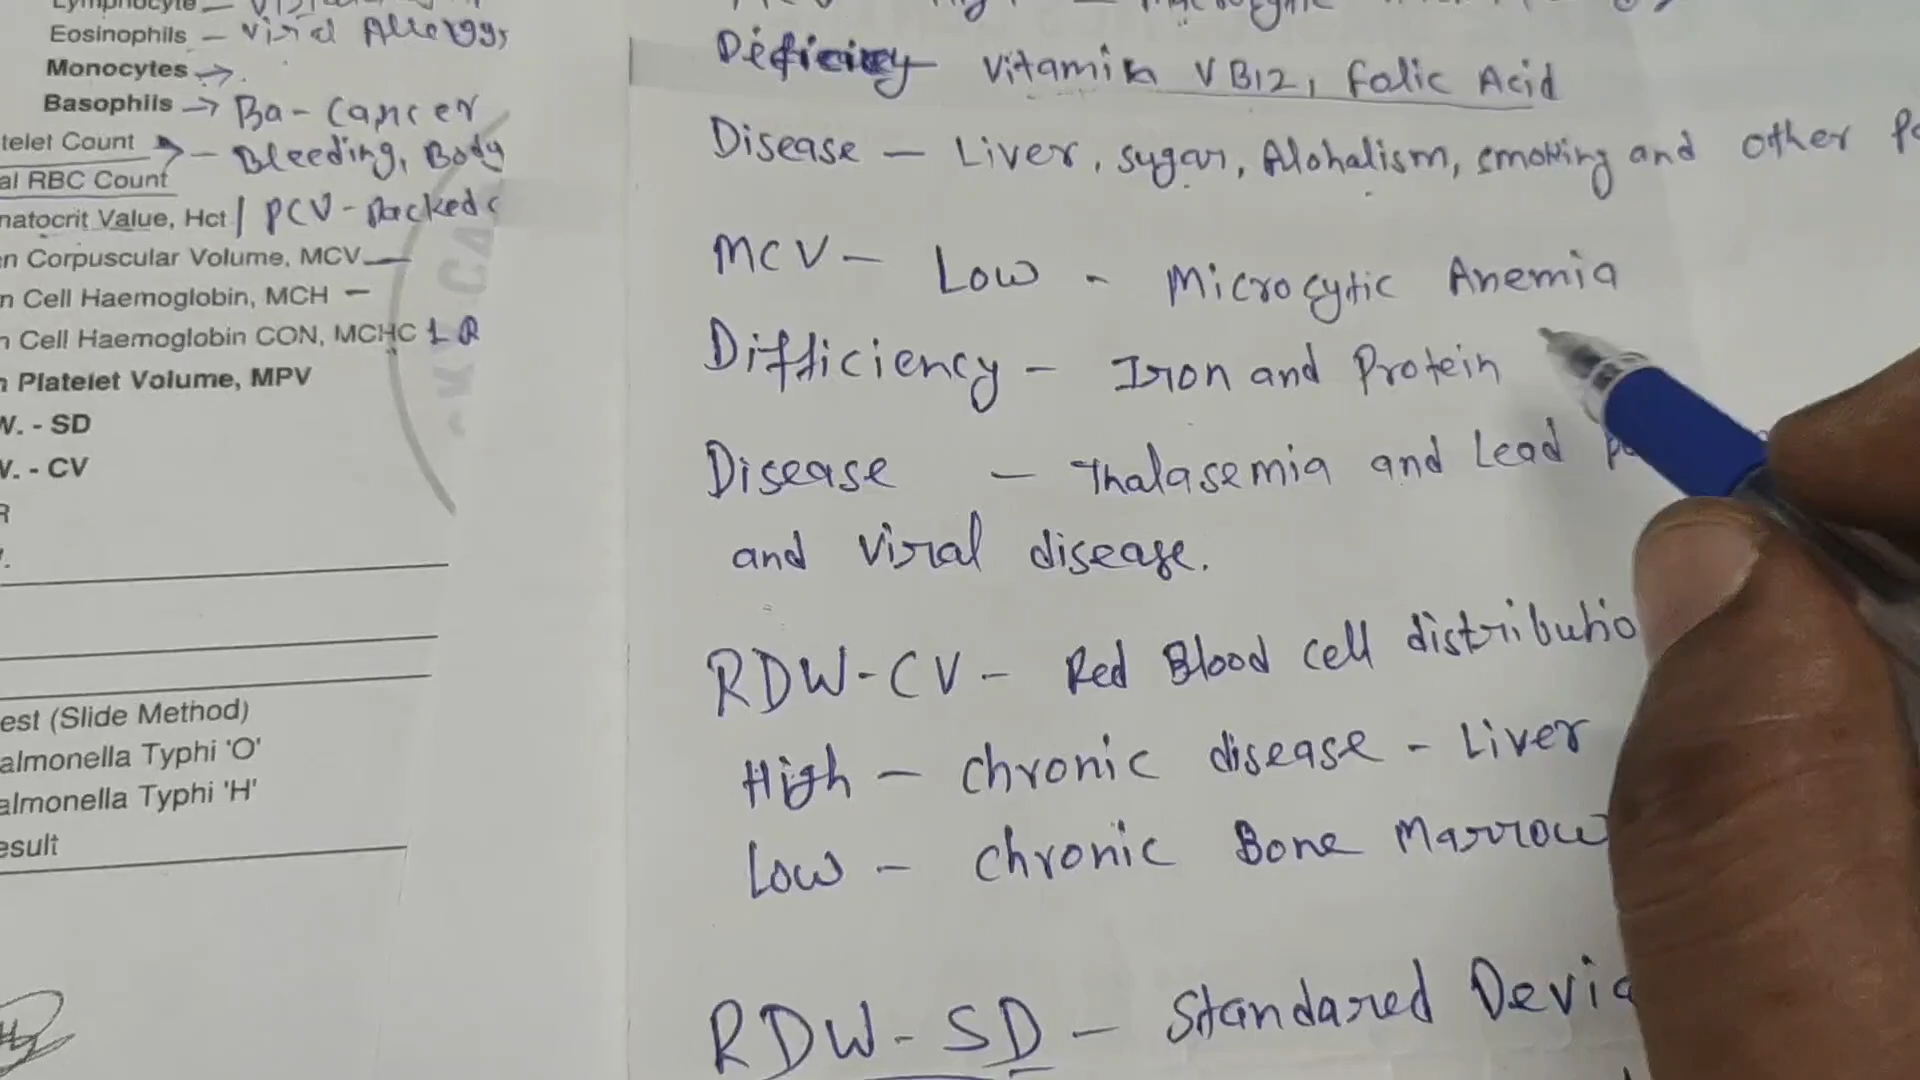 Eosinophils – Viral Allergy,
Monocytes →
Basophils → Ba - Cancer
telet Count – Bleeding, Body
al RBC Count
natocrit Value, Hct / PCV - Packed c
n Corpuscular Volume, MCV –
n Cell Haemoglobin, MCH –
n Cell Haemoglobin CON, MCHC
n Platelet Volume, MPV
W. - SD
V. - CV
R
est (Slide Method)
almonella Typhi 'O'
almonella Typhi 'H'
esult
Deficiency Vitamin VB12, Folic Acid
Disease – Liver, sugar, Alohalism, smoking and other
MCV – Low - Microcytic Anemia
Difficiency – Iron and Protein
Disease – Thalasemia and Lead
and viral disease.
RDW-CV – Red Blood cell distributio
High – chronic disease - Liver
Low – chronic Bone Marrow
RDW-SD – Standared Devia